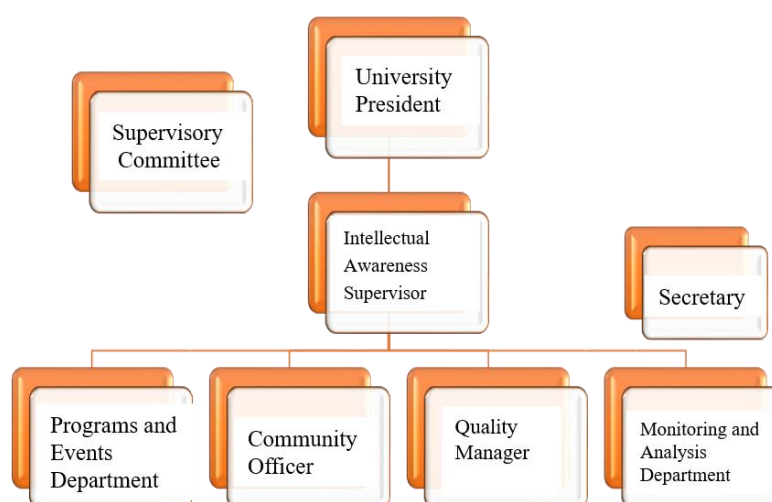 University
President
Supervisory
Committee
Intellectual
Awareness
Supervisor
Secretary
Programs and
Events
Department
Community
Officer
Quality
Manager
Monitoring and
Analysis
Department